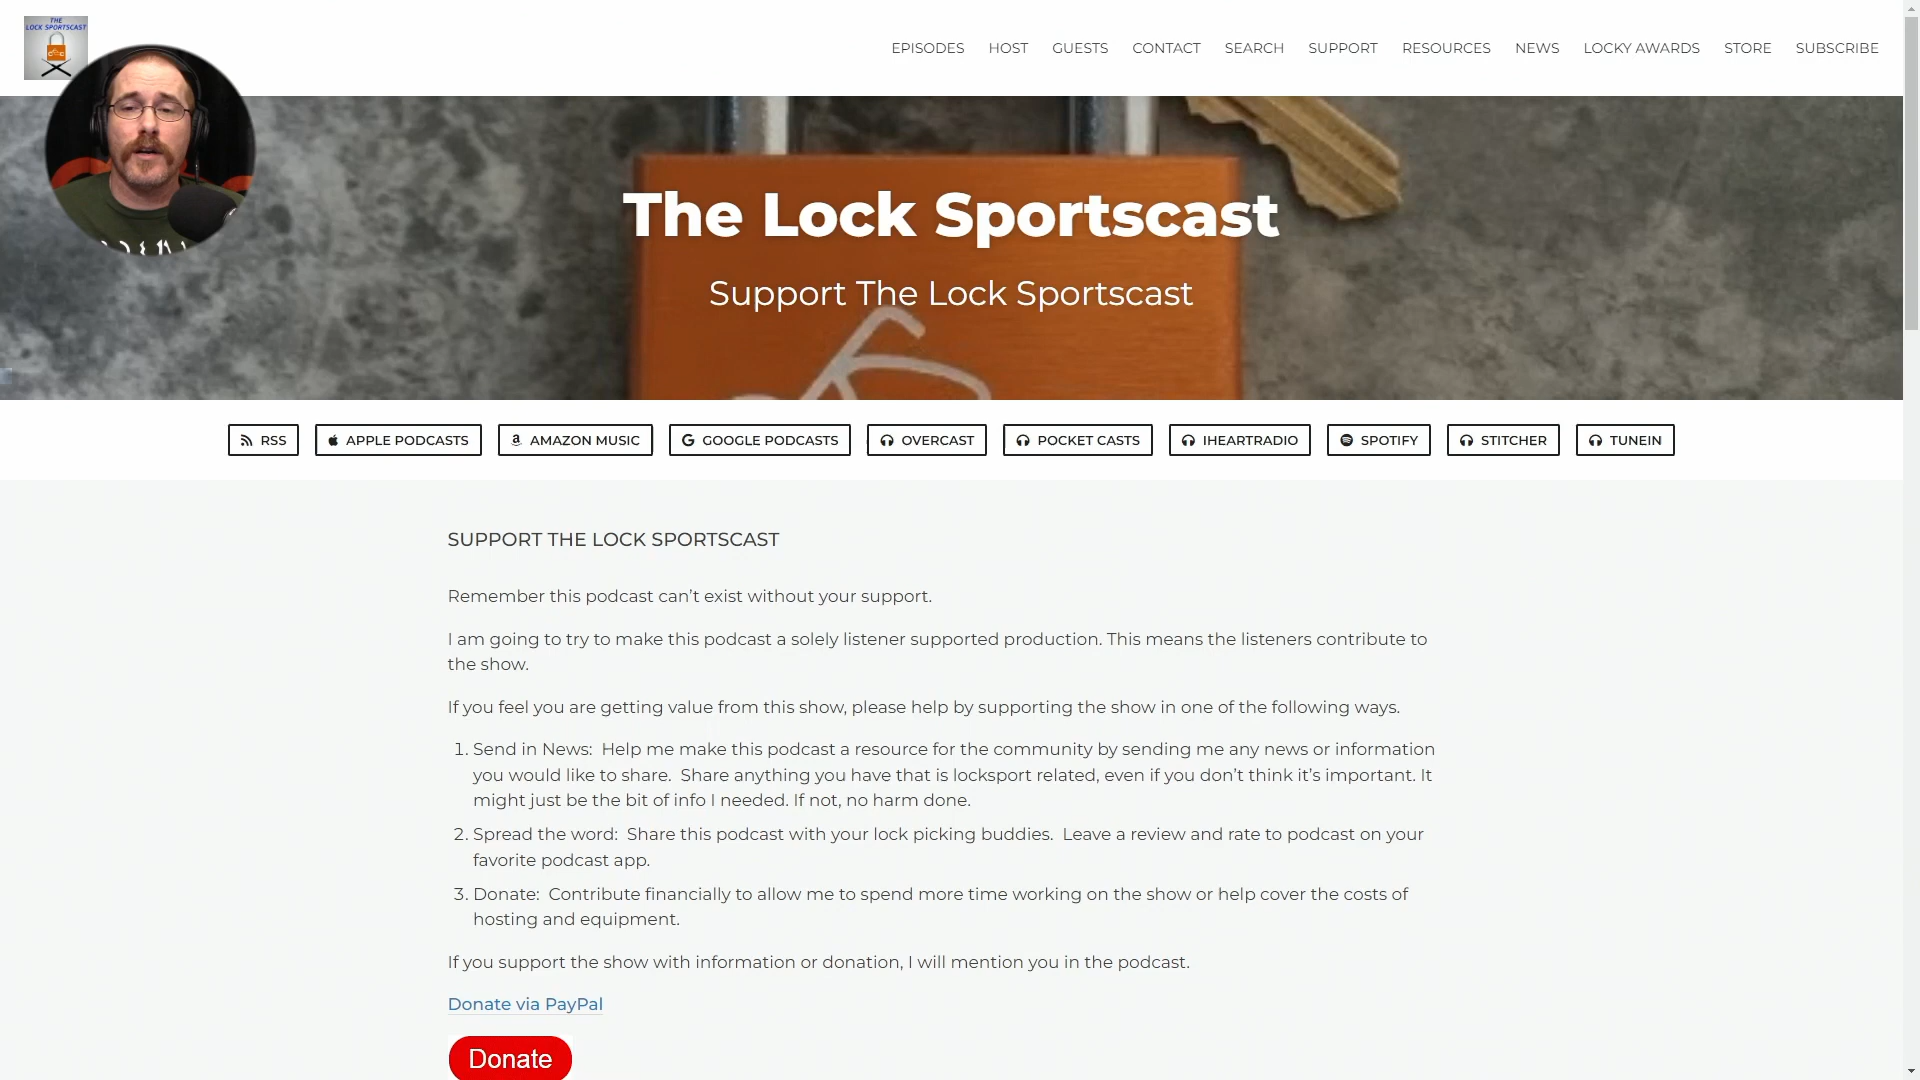 THE
LOCK SPORTSCAST
EPISODES HOST GUESTS CONTACT SEARCH SUPPORT RESOURCES NEWS LOCKY AWARDS STORE SUBSCRIBE
The Lock Sportscast
Support The Lock Sportscast
RSS APPLE PODCASTS AMAZON MUSIC GOOGLE PODCASTS OVERCAST POCKET CASTS IHEARTRADIO SPOTIFY STITCHER TUNEIN
SUPPORT THE LOCK SPORTSCAST
Remember this podcast can’t exist without your support.
I am going to try to make this podcast a solely listener supported production. This means the listeners contribute to
the show.
If you feel you are getting value from this show, please help by supporting the show in one of the following ways.
1. Send in News:  Help me make this podcast a resource for the community by sending me any news or information
you would like to share.  Share anything you have that is locksport related, even if you don’t think it’s important. It
might just be the bit of info I needed. If not, no harm done.
2. Spread the word:  Share this podcast with your lock picking buddies.  Leave a review and rate to podcast on your
favorite podcast app.
3. Donate:  Contribute financially to allow me to spend more time working on the show or help cover the costs of
hosting and equipment.
If you support the show with information or donation, I will mention you in the podcast.
Donate via PayPal
Donate